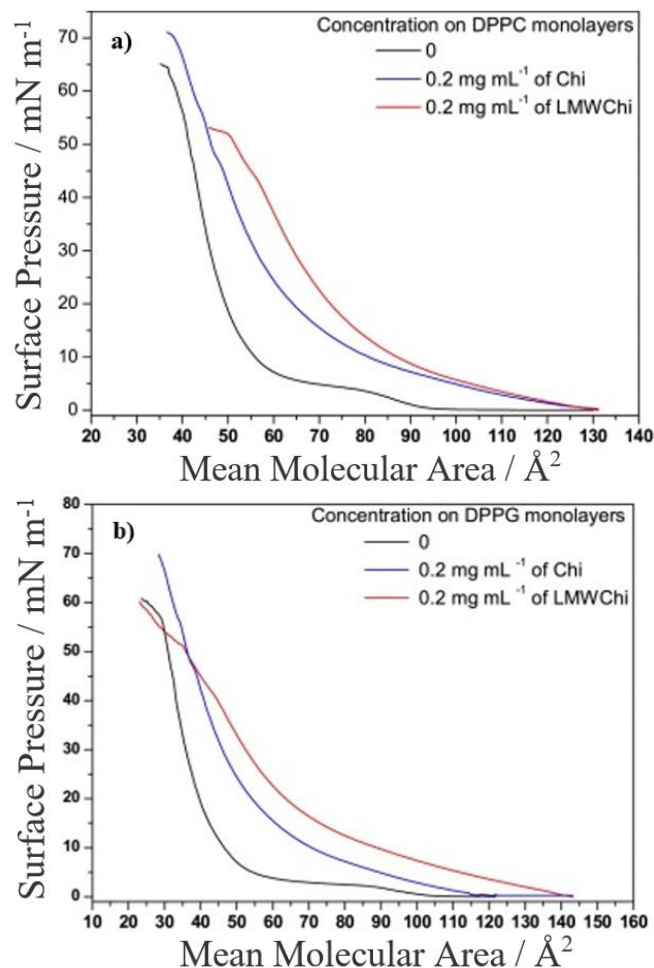 a)
Concentration on DPPC monolayers
0
0.2 mg mL⁻¹ of Chi
0.2 mg mL⁻¹ of LMWChi
70
60
50
40
30
20
10
0
Surface Pressure / mN m⁻¹
20 30 40 50 60 70 80 90 100 110 120 130 140
Mean Molecular Area / Å²
b)
Concentration on DPPG monolayers
0
0.2 mg mL ⁻¹ of Chi
0.2 mg mL⁻¹ of LMWChi
80
70
60
50
40
30
20
10
0
Surface Pressure / mN m⁻¹
10 20 30 40 50 60 70 80 90 100 110 120 130 140 150 160
Mean Molecular Area / Å²